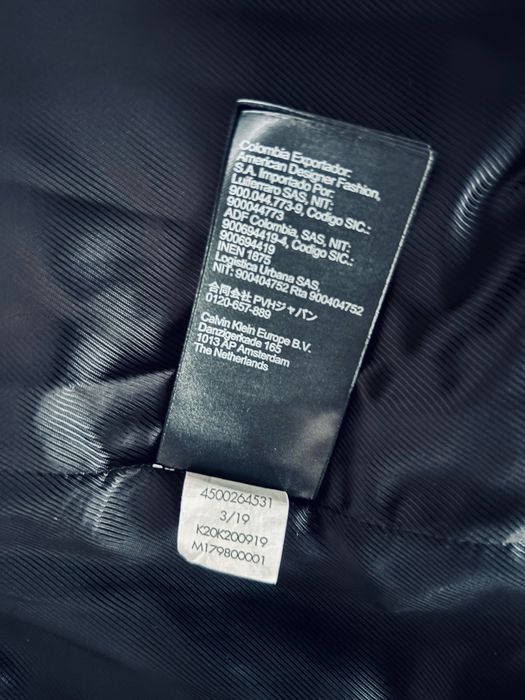 Colombia Exportador:
American Designer Fashion,
S.A. Importado Por:
Luiferraro SAS, NIT:
900.044.773-9, Codigo SIC.:
900044773
ADF Colombia, SAS, NIT:
900694419-4, Codigo SIC.:
900694419
INEN 1875
Logistica Urbana SAS,
NIT: 900404752 Rta 900404752
合同会社 PVHジャパン
0120-657-889
Calvin Klein Europe B.V.
Danzigerkade 165
1013 AP Amsterdam
The Netherlands
4500264531
3/19
K20K200919
M179800001